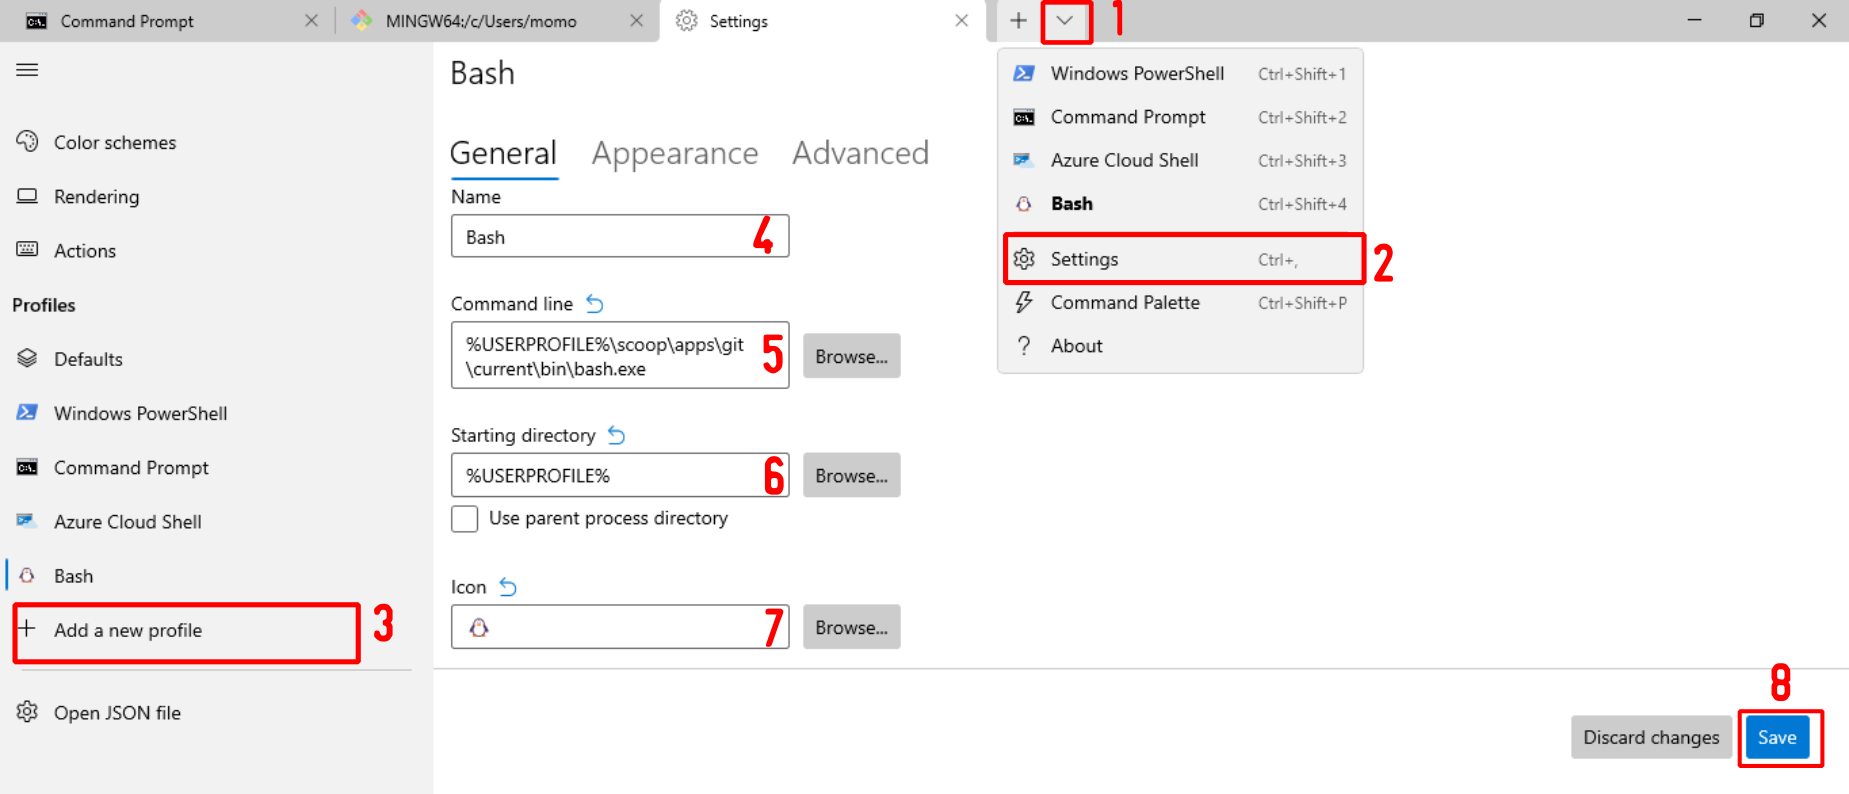 Command Prompt
MINGW64:/c/Users/momo
Settings
1
Color schemes
Rendering
Actions
Profiles
Defaults
Windows PowerShell
Command Prompt
Azure Cloud Shell
Bash
Add a new profile
3
Open JSON file
Bash
General Appearance Advanced
Name
Bash
4
Command line
%USERPROFILE%\scoop\apps\git
\current\bin\bash.exe
5
Browse...
Starting directory
%USERPROFILE%
6
Browse...
Use parent process directory
Icon
7
Browse...
Windows PowerShell Ctrl+Shift+1
Command Prompt Ctrl+Shift+2
Azure Cloud Shell Ctrl+Shift+3
Bash Ctrl+Shift+4
Settings Ctrl+,
2
Command Palette Ctrl+Shift+P
? About
8
Discard changes
Save